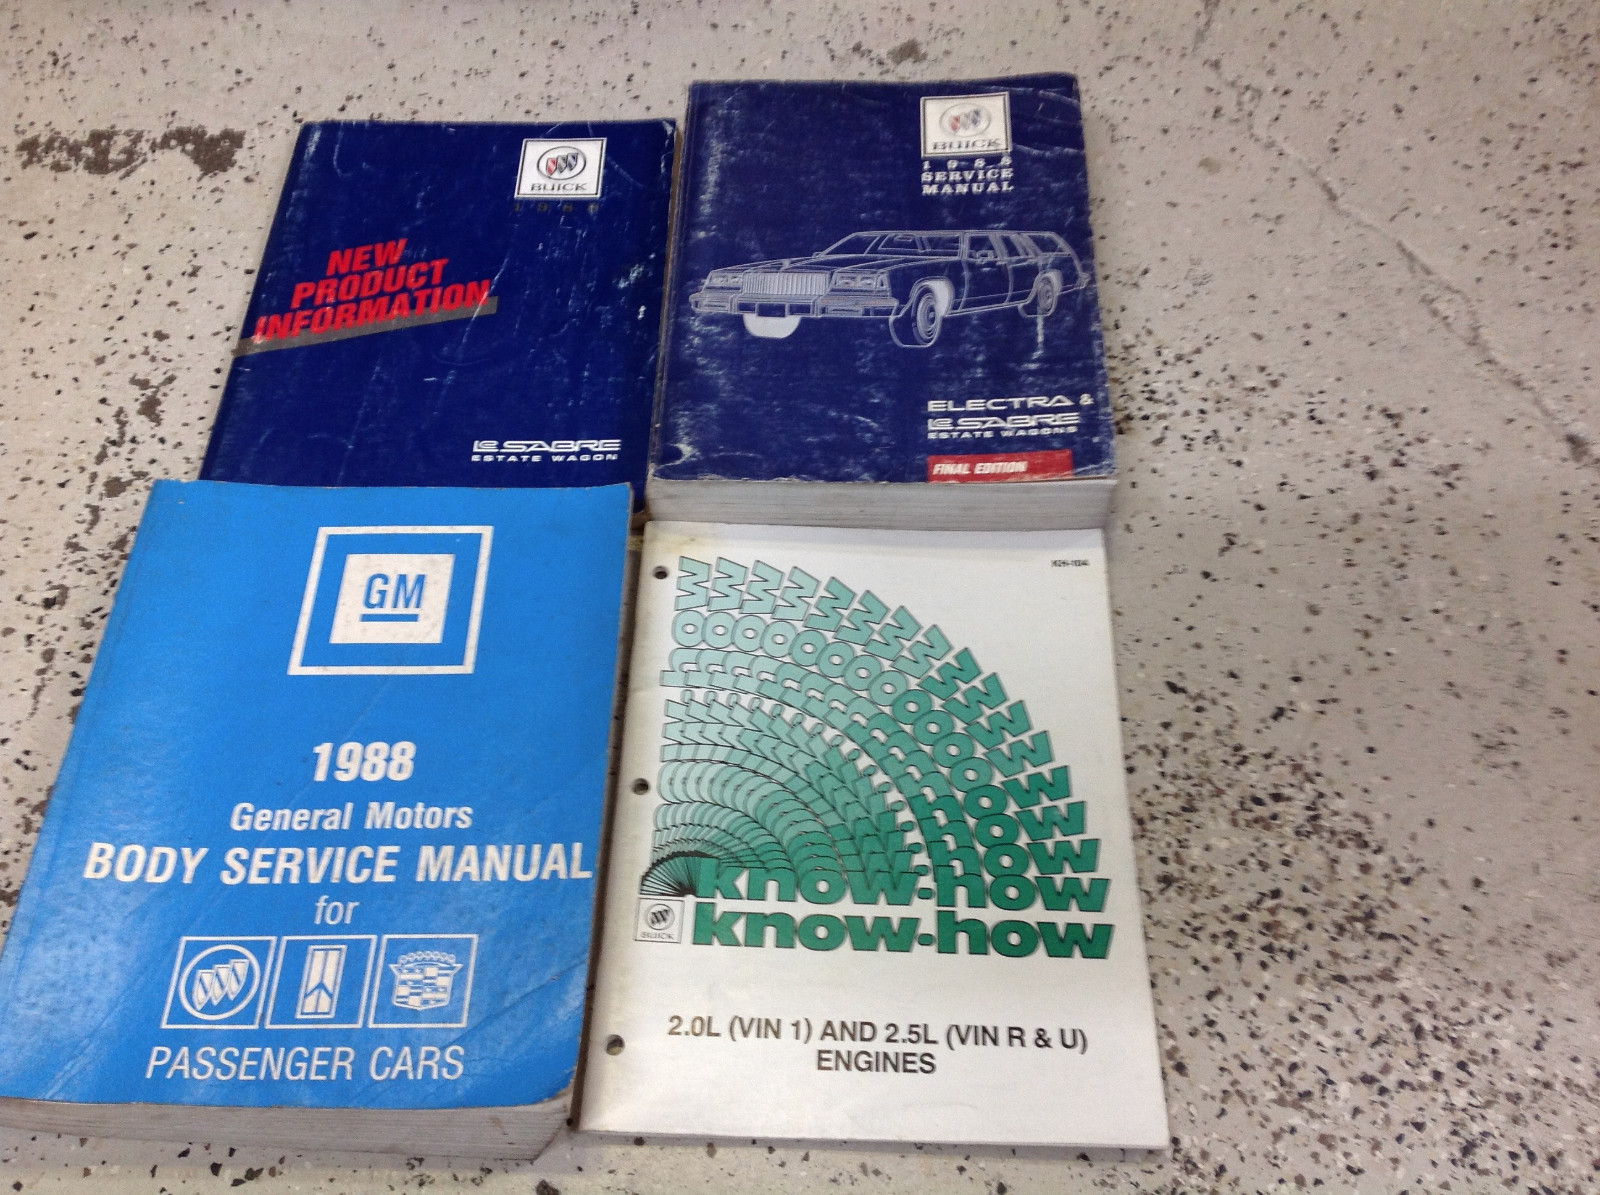 BUICK
NEW
PRODUCT
INFORMATION
LeSABRE
ESTATE WAGON
BUICK
1988
SERVICE
MANUAL
ELECTRA &
LeSABRE
ESTATE WAGONS
FINAL EDITION
GM
1988
General Motors
BODY SERVICE MANUAL
for
PASSENGER CARS
know-how
know-how
BUICK
2.0L (VIN 1) AND 2.5L (VIN R & U)
ENGINES